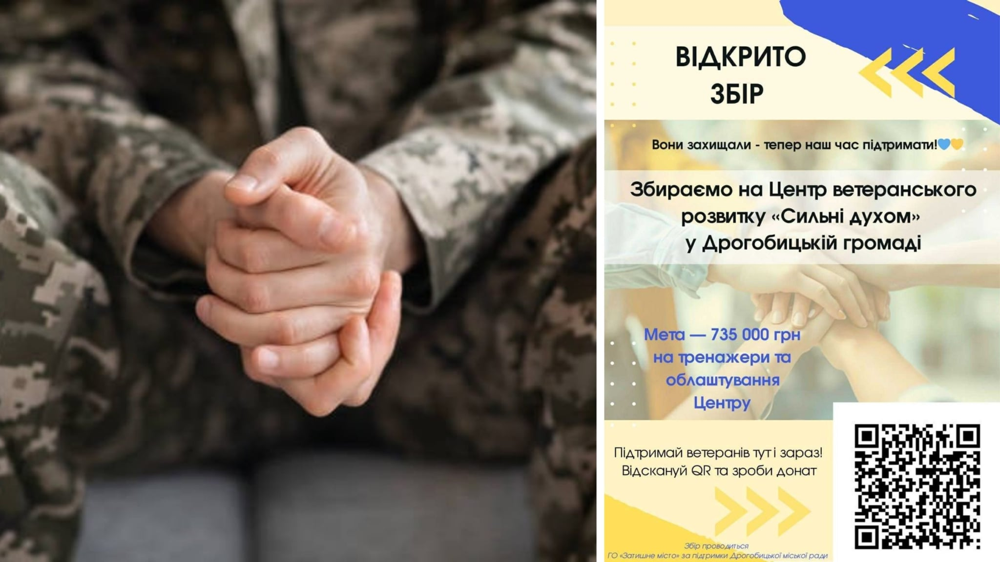 ВІДКРИТО
ЗБІР
Вони захищали - тепер наш час підтримати!💙💛
Збираємо на Центр ветеранського
розвитку «Сильні духом»
у Дрогобицькій громаді
Мета — 735 000 грн
на тренажери та
облаштування
Центру
Підтримай ветеранів тут і зараз!
Відскануй QR та зроби донат
Збір проводиться
ГО «Затишне місто» за підтримки Дрогобицької міської ради